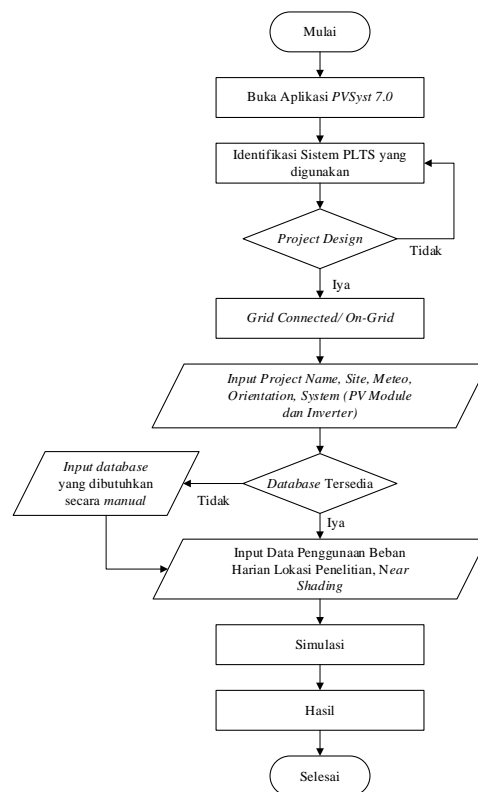 Mulai
Buka Aplikasi PVSyst 7.0
Identifikasi Sistem PLTS yang
digunakan
Project Design
Tidak
Iya
Grid Connected/ On-Grid
Input Project Name, Site, Meteo,
Orientation, System (PV Module
dan Inverter)
Input database
yang dibutuhkan
secara manual
Tidak
Database Tersedia
Iya
Input Data Penggunaan Beban
Harian Lokasi Penelitian, Near
Shading
Simulasi
Hasil
Selesai